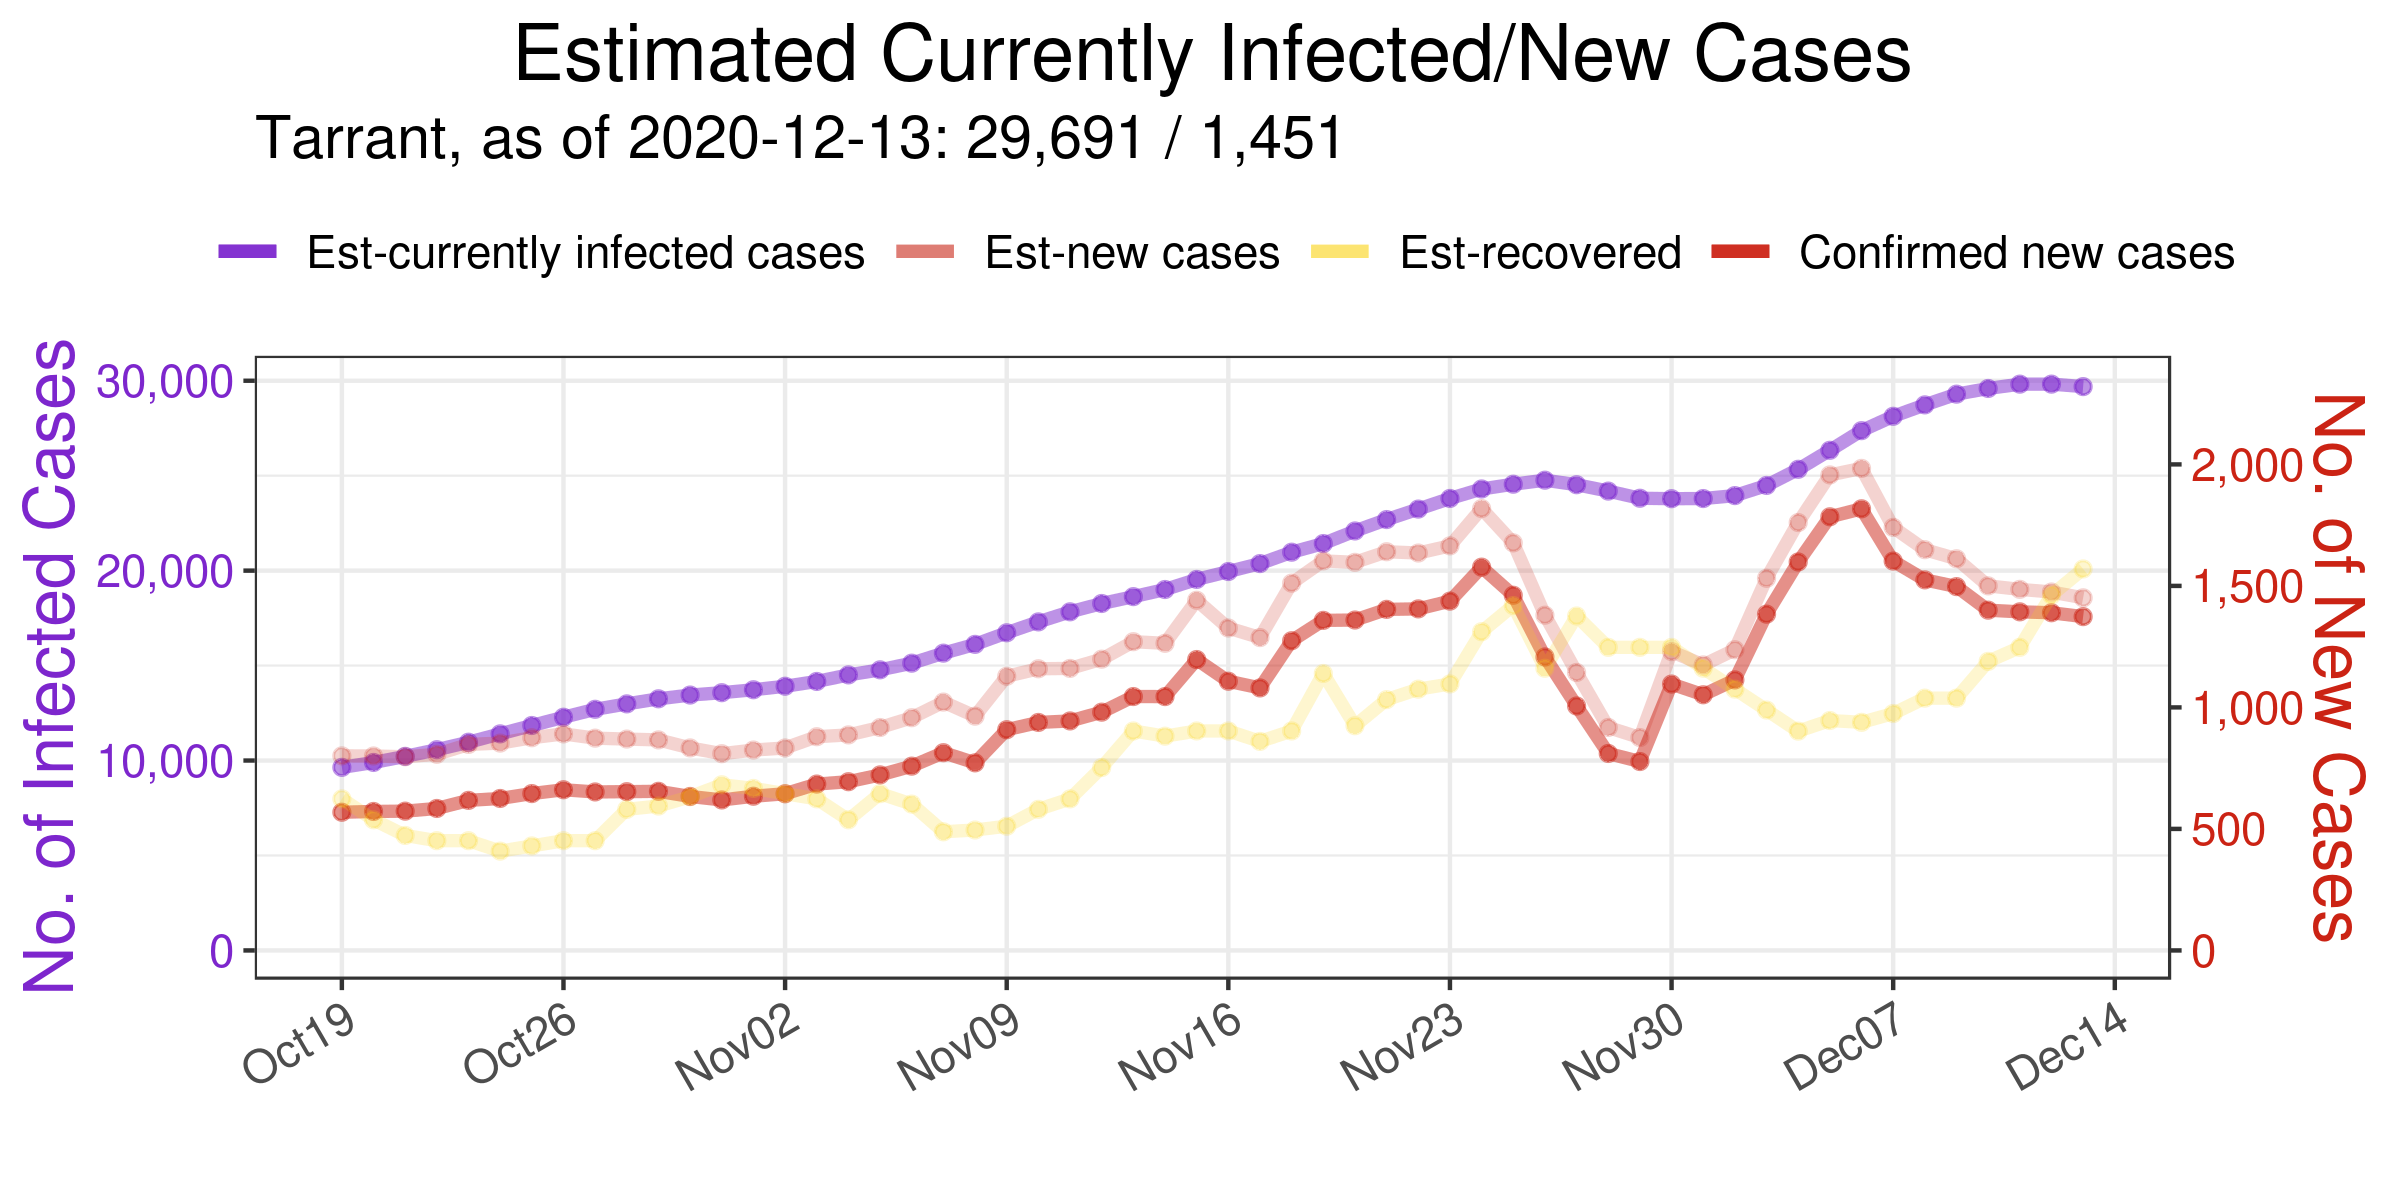 Estimated Currently Infected/New Cases
Tarrant, as of 2020-12-13: 29,691 / 1,451
Est-currently infected cases Est-new cases Est-recovered Confirmed new cases
No. of Infected Cases
30,000
20,000
10,000
0
2,000
1,500
1,000
500
0
No. of New Cases
Oct19 Oct26 Nov02 Nov09 Nov16 Nov23 Nov30 Dec07 Dec14